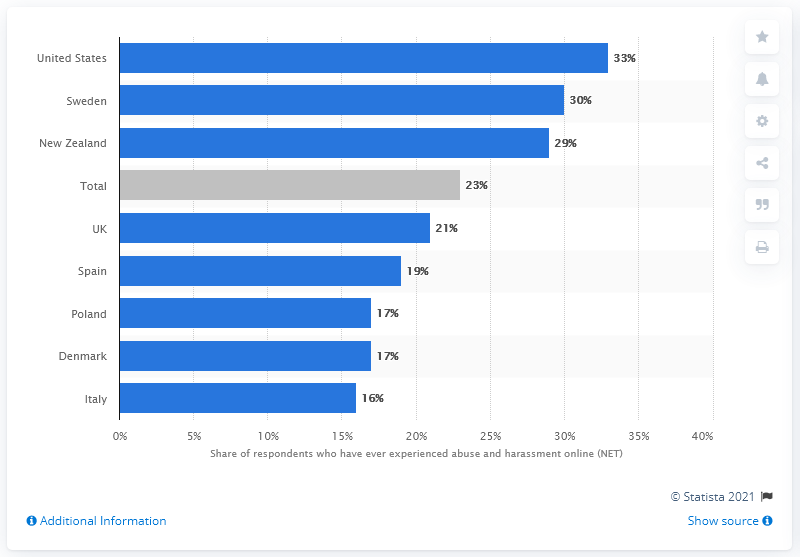 United States 33%
Sweden 30%
New Zealand 29%
Total 23%
UK 21%
Spain 19%
Poland 17%
Denmark 17%
Italy 16%
0% 5% 10% 15% 20% 25% 30% 35% 40%
Share of respondents who have ever experienced abuse and harassment online (NET)
© Statista 2021
Additional Information Show source